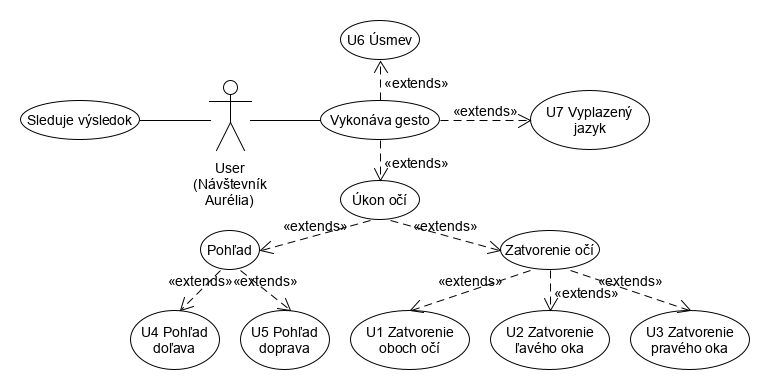 U6 Úsmev
«extends»
«extends»
Sleduje výsledok
Vykonáva gesto
U7 Vyplazený
jazyk
«extends»
User
(Návštevník
Aurélia)
Úkon očí
«extends»
«extends»
Pohľad
Zatvorenie očí
«extends»
«extends»
«extends»
«extends»
«extends»
U4 Pohľad
doľava
U5 Pohľad
doprava
U1 Zatvorenie
oboch očí
U2 Zatvorenie
ľavého oka
U3 Zatvorenie
pravého oka